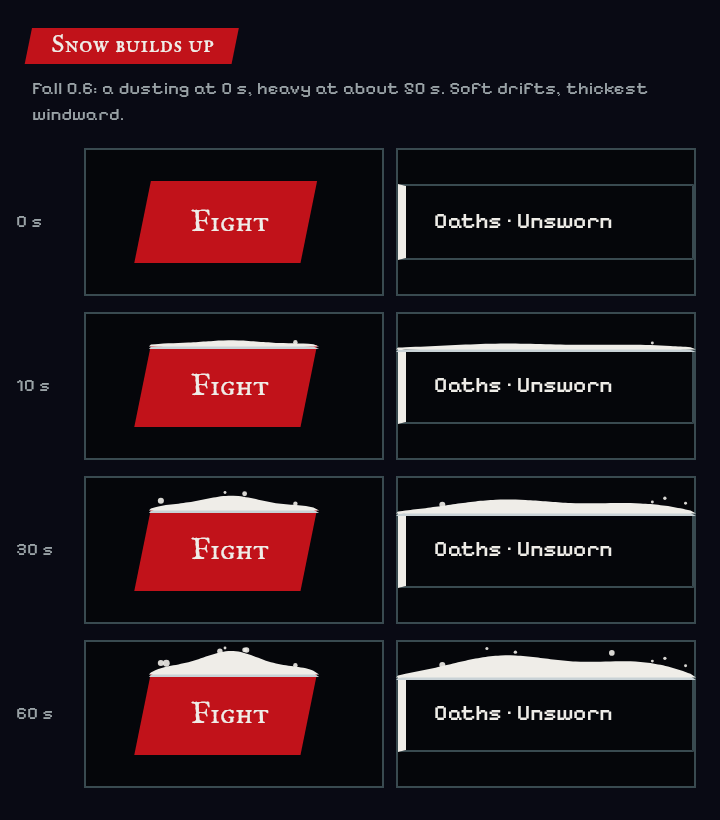 Snow builds up
Fall 0.6: a dusting at 0 s, heavy at about 80 s. Soft drifts, thickest
windward.
0 s
Fight
Oaths · Unsworn
10 s
Fight
Oaths · Unsworn
30 s
Fight
Oaths · Unsworn
60 s
Fight
Oaths · Unsworn